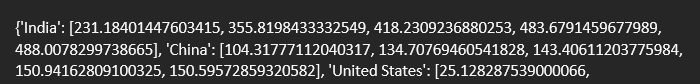 {'India': [231.18401447603415, 355.8198433332549, 418.2309236880253, 483.6791459677989,
488.0078299738665], 'China': [104.31777112040317, 134.70769460541828, 143.40611203775984,
150.94162809100325, 150.59572859320582], 'United States': [25.128287539000066,